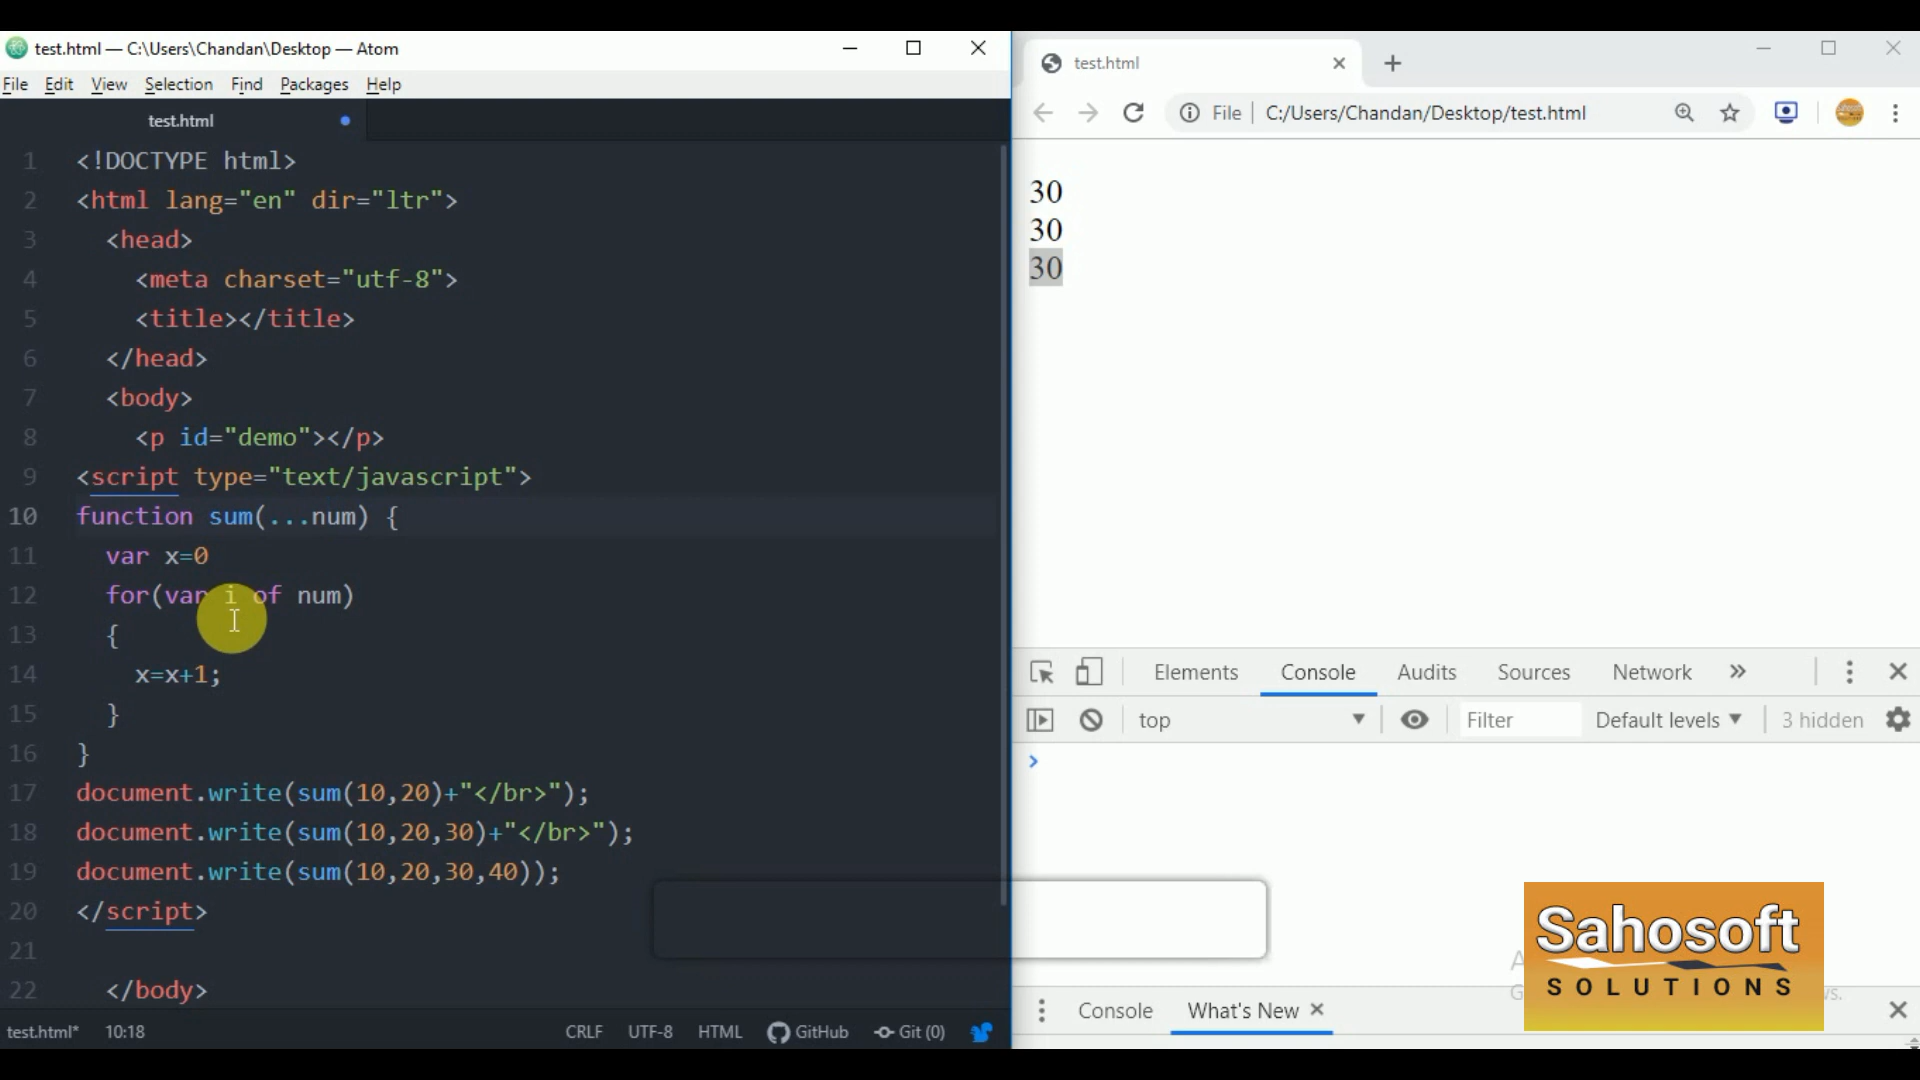 test.html — C:\Users\Chandan\Desktop — Atom
File Edit View Selection Find Packages Help
test.html
1 <!DOCTYPE html>
2 <html lang="en" dir="ltr">
3 <head>
4 <meta charset="utf-8">
5 <title></title>
6 </head>
7 <body>
8 <p id="demo"></p>
9 <script type="text/javascript">
10 function sum(...num) {
11 var x=0
12 for(var i of num)
13 {
14 x=x+1;
15 }
16 }
17 document.write(sum(10,20)+"</br>");
18 document.write(sum(10,20,30)+"</br>");
19 document.write(sum(10,20,30,40));
20 </script>
21
22 </body>
test.html* 10:18 CRLF UTF-8 HTML GitHub Git (0)
test.html
File C:/Users/Chandan/Desktop/test.html
30
30
30
Elements Console Audits Sources Network
top Filter Default levels 3 hidden
Console What's New
Sahosoft
SOLUTIONS